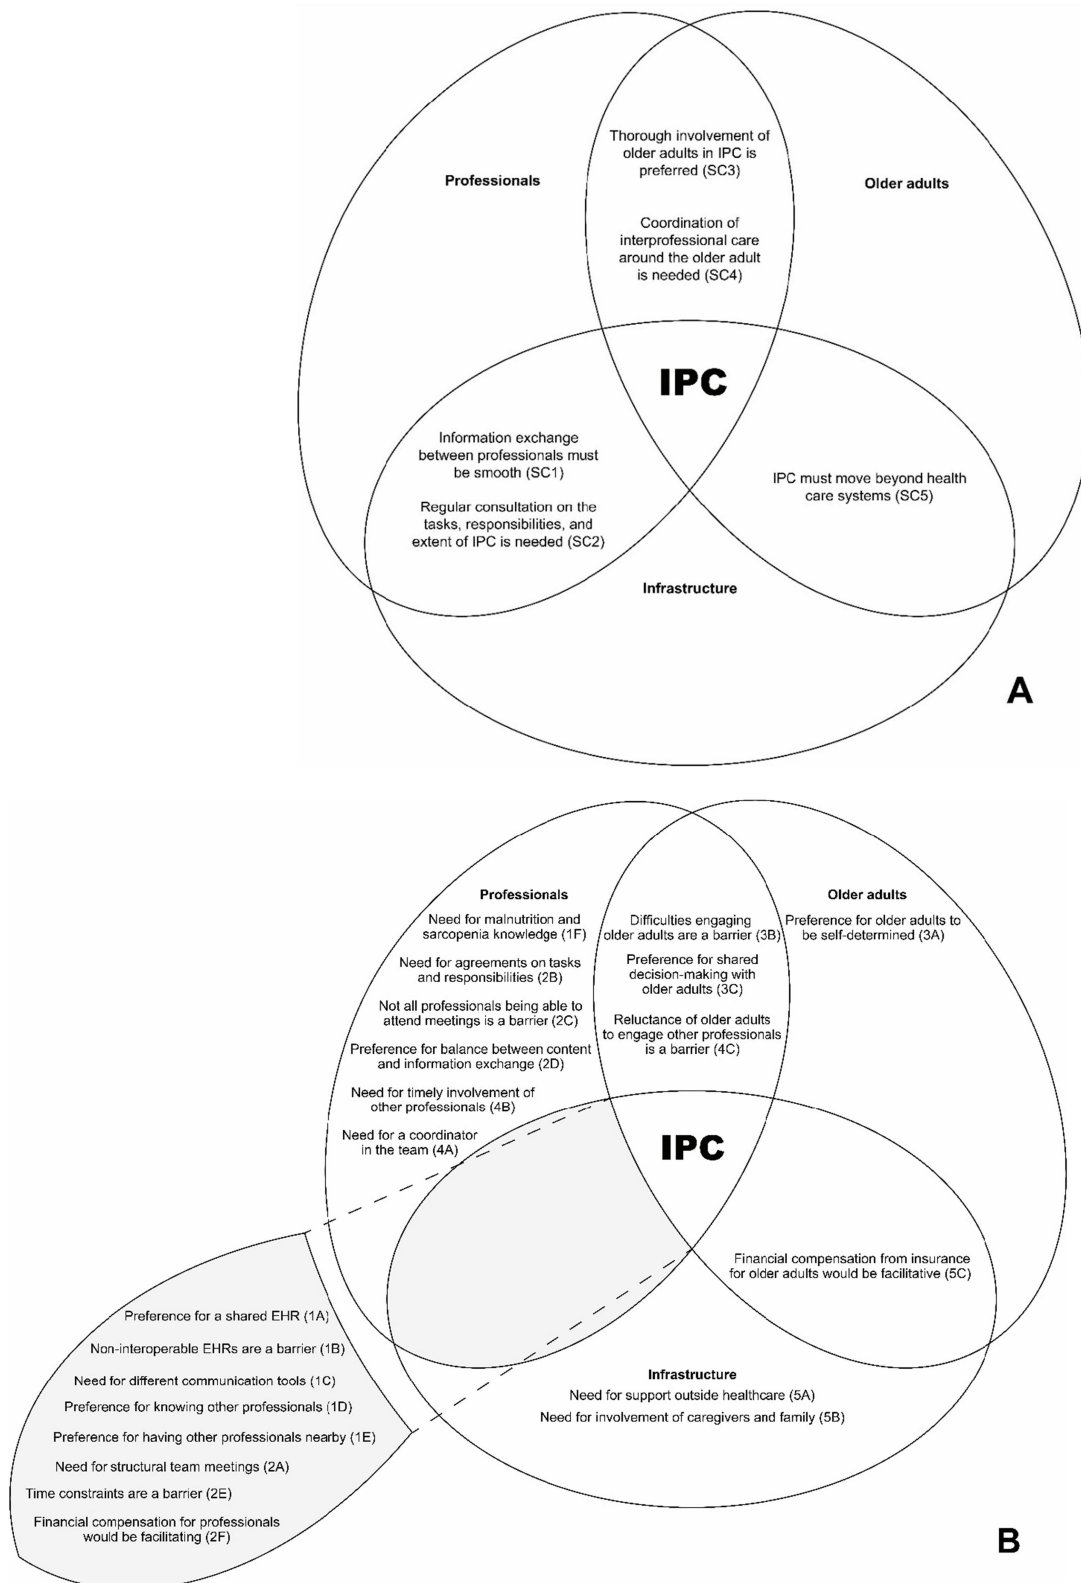 Professionals
Older adults
Thorough involvement of
older adults in IPC is
preferred (SC3)
Coordination of
interprofessional care
around the older adult
is needed (SC4)
IPC
Information exchange
between professionals must
be smooth (SC1)
Regular consultation on the
tasks, responsibilities, and
extent of IPC is needed (SC2)
IPC must move beyond health
care systems (SC5)
Infrastructure
A
Professionals
Need for malnutrition and
sarcopenia knowledge (1F)
Need for agreements on tasks
and responsibilities (2B)
Not all professionals being able to
attend meetings is a barrier (2C)
Preference for balance between content
and information exchange (2D)
Need for timely involvement of
other professionals (4B)
Need for a coordinator
in the team (4A)
Difficulties engaging
older adults are a barrier (3B)
Preference for shared
decision-making with
older adults (3C)
Reluctance of older adults
to engage other professionals
is a barrier (4C)
Older adults
Preference for older adults to
be self-determined (3A)
IPC
Financial compensation from insurance
for older adults would be facilitative (5C)
Infrastructure
Need for support outside healthcare (5A)
Need for involvement of caregivers and family (5B)
Preference for a shared EHR (1A)
Non-interoperable EHRs are a barrier (1B)
Need for different communication tools (1C)
Preference for knowing other professionals (1D)
Preference for having other professionals nearby (1E)
Need for structural team meetings (2A)
Time constraints are a barrier (2E)
Financial compensation for professionals
would be facilitating (2F)
B